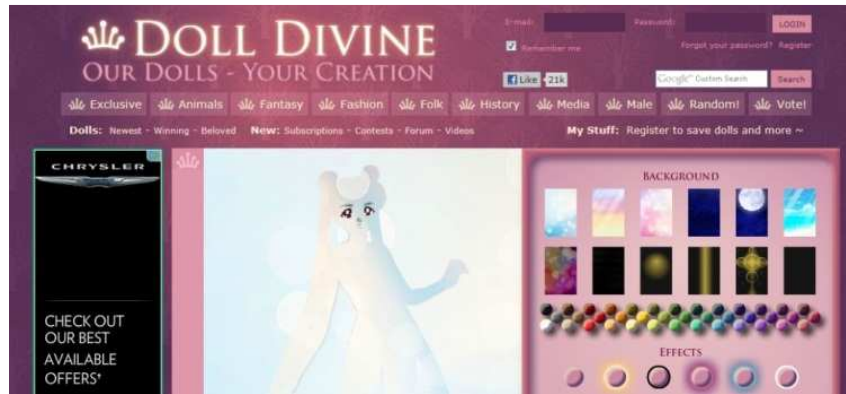 DOLL DIVINE
OUR DOLLS - YOUR CREATION
E-mail:
Password:
LOGIN
Remember me
Forgot your password? Register
Like 21k
Google™ Custom Search
Search
Exclusive Animals Fantasy Fashion Folk History Media Male Random! Vote!
Dolls: Newest - Winning - Beloved New: Subscriptions - Contests - Forum - Videos
My Stuff: Register to save dolls and more ~
CHRYSLER
CHECK OUT
OUR BEST
AVAILABLE
OFFERS†
BACKGROUND
EFFECTS